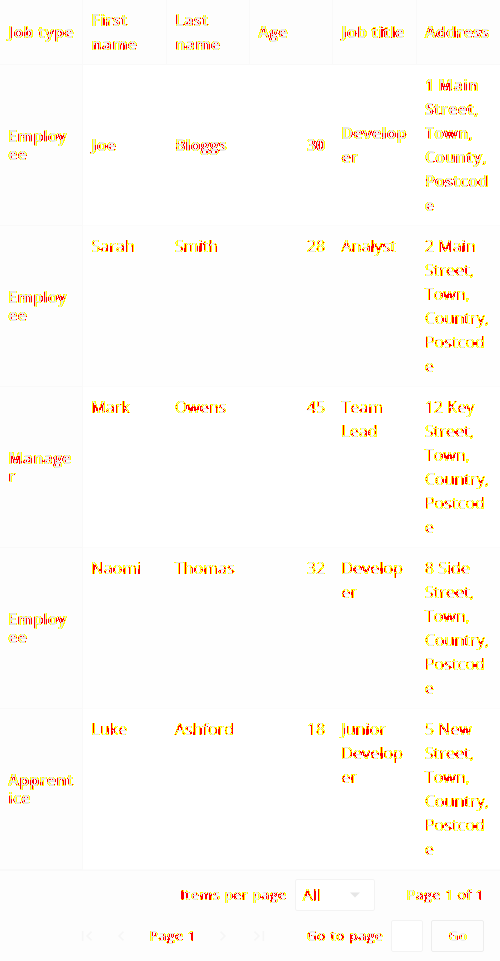 Job type First name Last name Age Job title Address
Employee Joe Bloggs 30 Developer 1 Main Street, Town, County, Postcode
Employee Sarah Smith 28 Analyst 2 Main Street, Town, Country, Postcode
Manager Mark Owens 45 Team Lead 12 Key Street, Town, Country, Postcode
Employee Naomi Thomas 32 Developer 8 Side Street, Town, Country, Postcode
Apprentice Luke Ashford 18 Junior Developer 5 New Street, Town, Country, Postcode
Items per page All Page 1 of 1
Page 1 Go to page Go